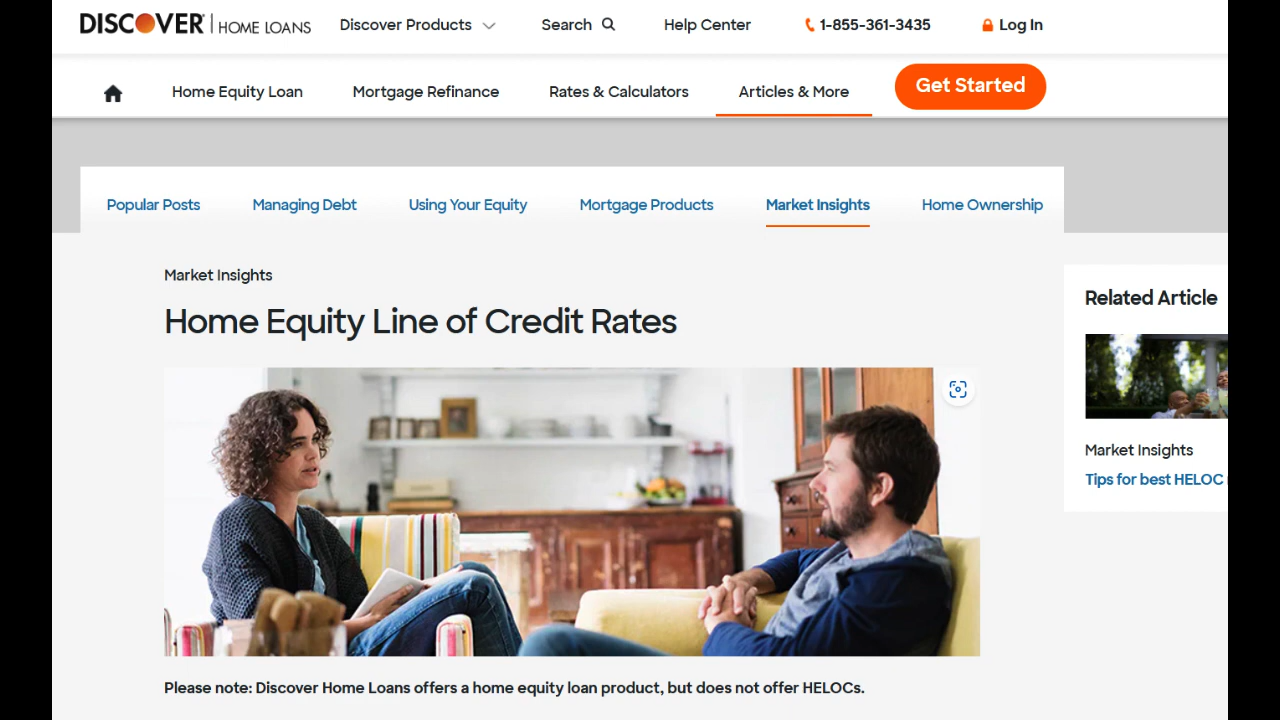 DISCOVER HOME LOANS Discover Products Search Help Center 1-855-361-3435 Log In
Home Equity Loan Mortgage Refinance Rates & Calculators Articles & More Get Started
Popular Posts Managing Debt Using Your Equity Mortgage Products Market Insights Home Ownership
Market Insights
Home Equity Line of Credit Rates
Please note: Discover Home Loans offers a home equity loan product, but does not offer HELOCs.
Related Article
Market Insights
Tips for best HELOC